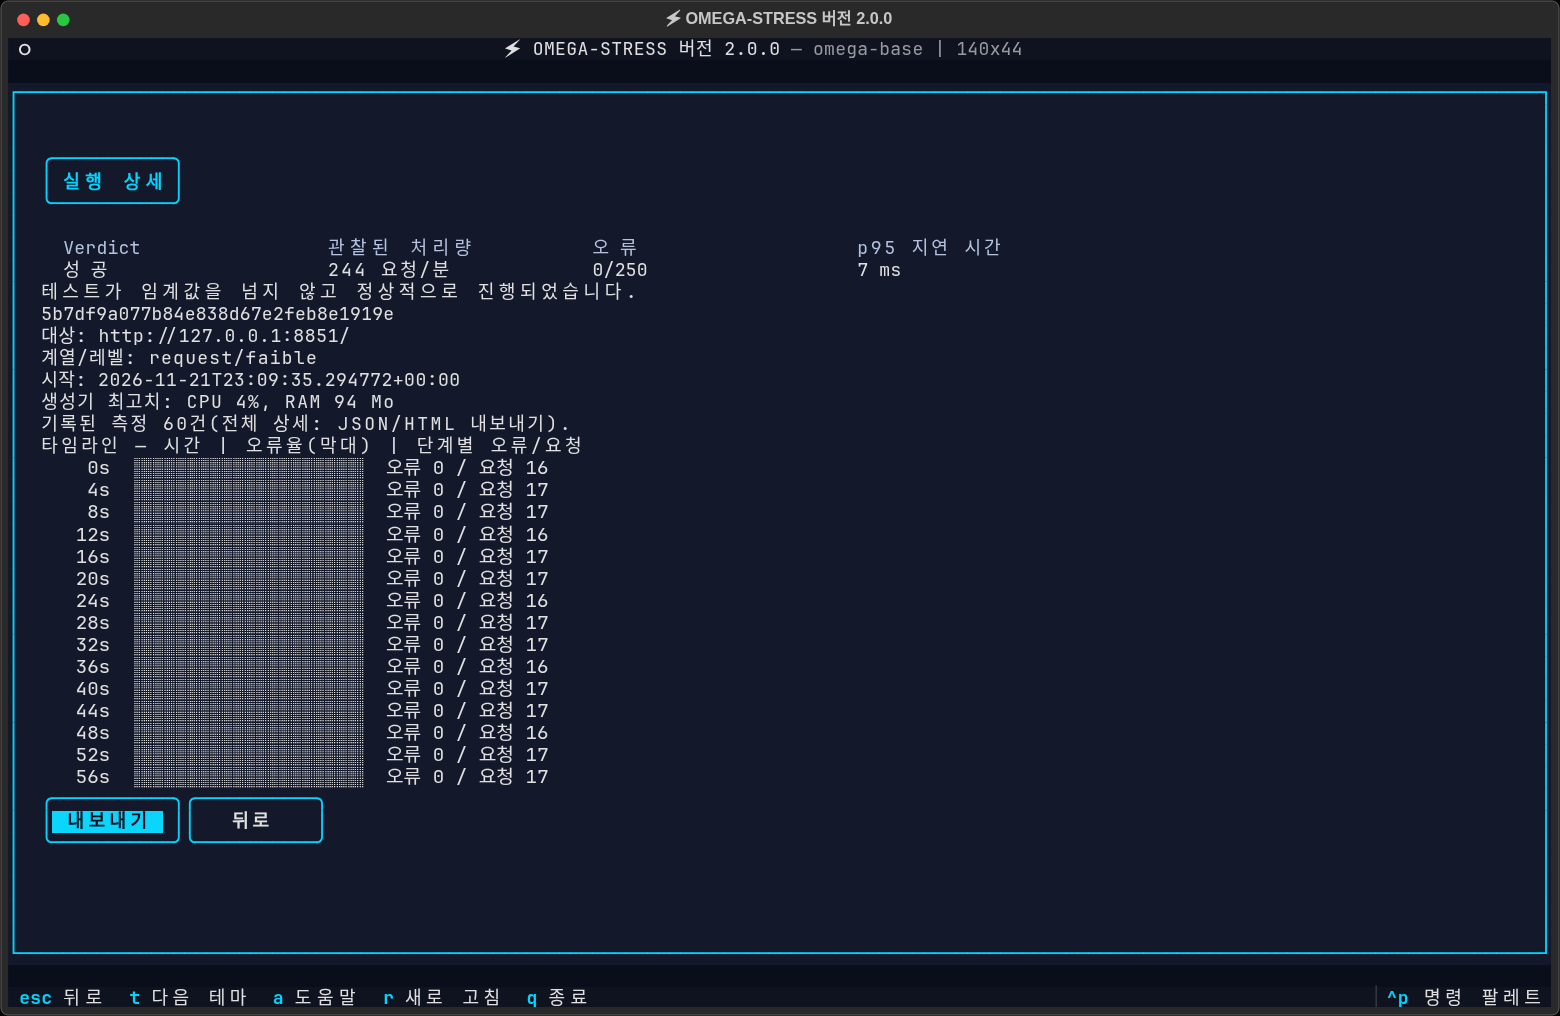 ⚡ OMEGA-STRESS 버전 2.0.0
⚡ OMEGA-STRESS 버전 2.0.0 — omega-base | 140x44
실행 상세
Verdict 관찰된 처리량 오류 p95 지연 시간
성공 244 요청/분 0/250 7 ms
테스트가 임계값을 넘지 않고 정상적으로 진행되었습니다.
5b7df9a077b84e838d67e2feb8e1919e
대상: http://127.0.0.1:8851/
계열/레벨: request/faible
시작: 2026-11-21T23:09:35.294772+00:00
생성기 최고치: CPU 4%, RAM 94 Mo
기록된 측정 60건(전체 상세: JSON/HTML 내보내기).
타임라인 — 시간 | 오류율(막대) | 단계별 오류/요청
0s 오류 0 / 요청 16
4s 오류 0 / 요청 17
8s 오류 0 / 요청 17
12s 오류 0 / 요청 16
16s 오류 0 / 요청 17
20s 오류 0 / 요청 17
24s 오류 0 / 요청 16
28s 오류 0 / 요청 17
32s 오류 0 / 요청 17
36s 오류 0 / 요청 16
40s 오류 0 / 요청 17
44s 오류 0 / 요청 17
48s 오류 0 / 요청 16
52s 오류 0 / 요청 17
56s 오류 0 / 요청 17
내보내기 뒤로
esc 뒤로 t 다음 테마 a 도움말 r 새로 고침 q 종료 ^p 명령 팔레트